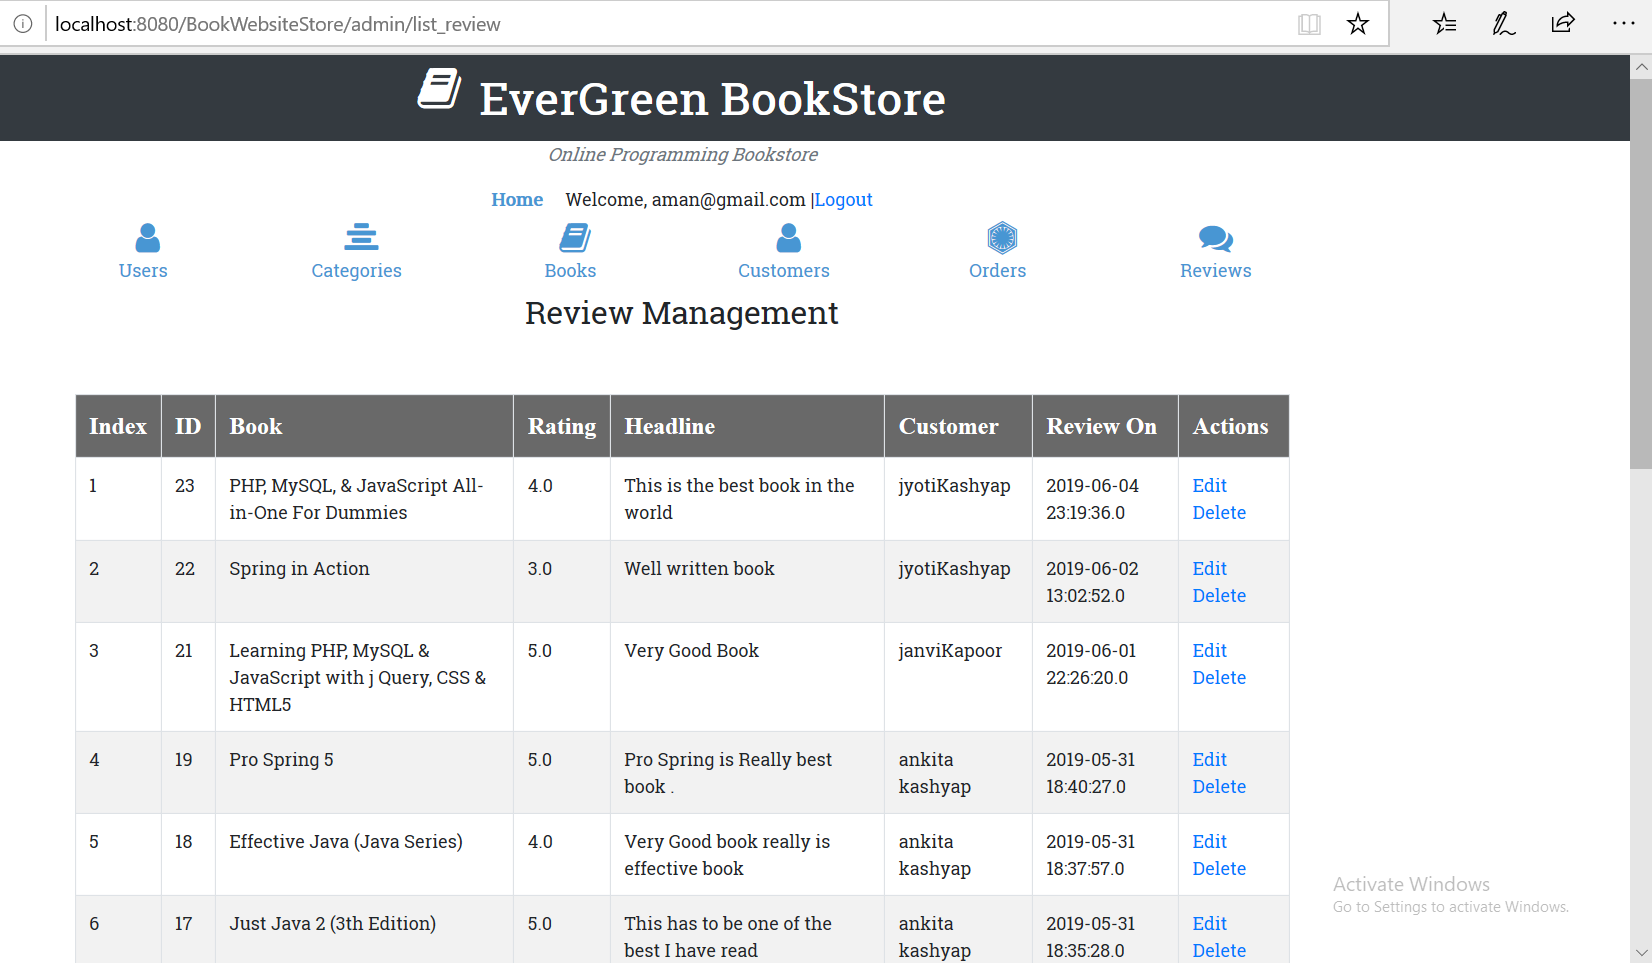 localhost:8080/BookWebsiteStore/admin/list_review
EverGreen BookStore
Online Programming Bookstore
Home Welcome, aman@gmail.com |Logout
Users Categories Books Customers Orders Reviews
Review Management
Index ID Book Rating Headline Customer Review On Actions
1 23 PHP, MySQL, & JavaScript All- 4.0 This is the best book in the jyotiKashyap 2019-06-04 Edit
in-One For Dummies world 23:19:36.0 Delete
2 22 Spring in Action 3.0 Well written book jyotiKashyap 2019-06-02 Edit
13:02:52.0 Delete
3 21 Learning PHP, MySQL & 5.0 Very Good Book janviKapoor 2019-06-01 Edit
JavaScript with j Query, CSS & 22:26:20.0 Delete
HTML5
4 19 Pro Spring 5 5.0 Pro Spring is Really best ankita 2019-05-31 Edit
book . kashyap 18:40:27.0 Delete
5 18 Effective Java (Java Series) 4.0 Very Good book really is ankita 2019-05-31 Edit
effective book kashyap 18:37:57.0 Delete
6 17 Just Java 2 (3th Edition) 5.0 This has to be one of the ankita 2019-05-31 Edit
best I have read kashyap 18:35:28.0 Delete
Activate Windows
Go to Settings to activate Windows.